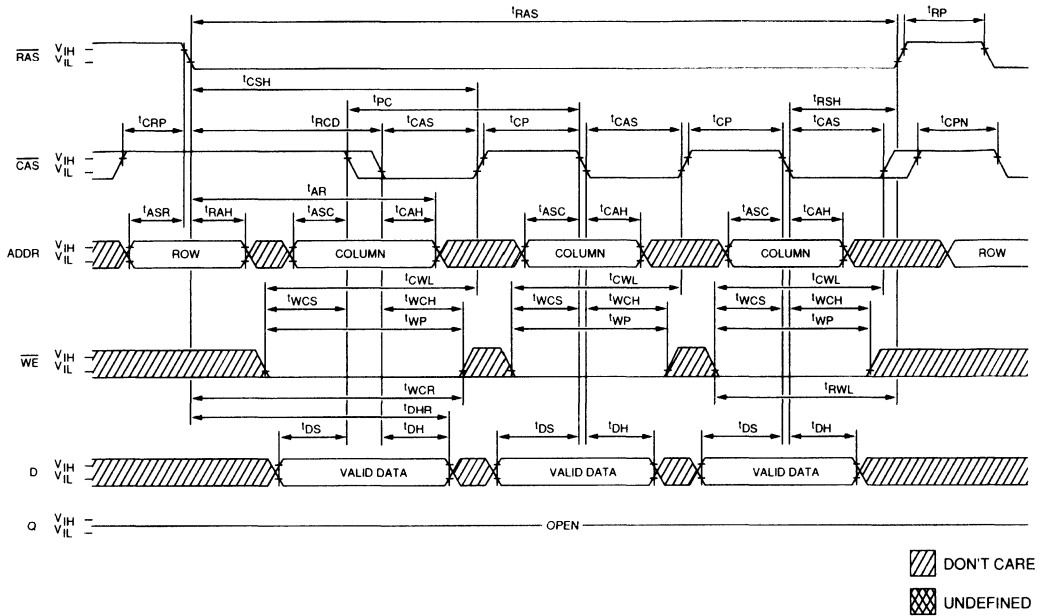 tRAS tRP
RAS VIH
VIL
tCSH
tPC tRSH
tCRP tRCD tCAS tCP tCAS tCP tCAS tCPN
CAS VIH
VIL
tAR
tASR tRAH tASC tCAH tASC tCAH tASC tCAH
ADDR VIH
VIL ROW COLUMN COLUMN COLUMN ROW
tCWL tCWL tCWL
tWCS tWCH tWCS tWCH tWCS tWCH
tWP tWP tWP
WE VIH
VIL
tWCR tRWL
tDHR
tDS tDH tDS tDH tDS tDH
D VIH
VIL VALID DATA VALID DATA VALID DATA
Q VIH
VIL OPEN
DON'T CARE
UNDEFINED